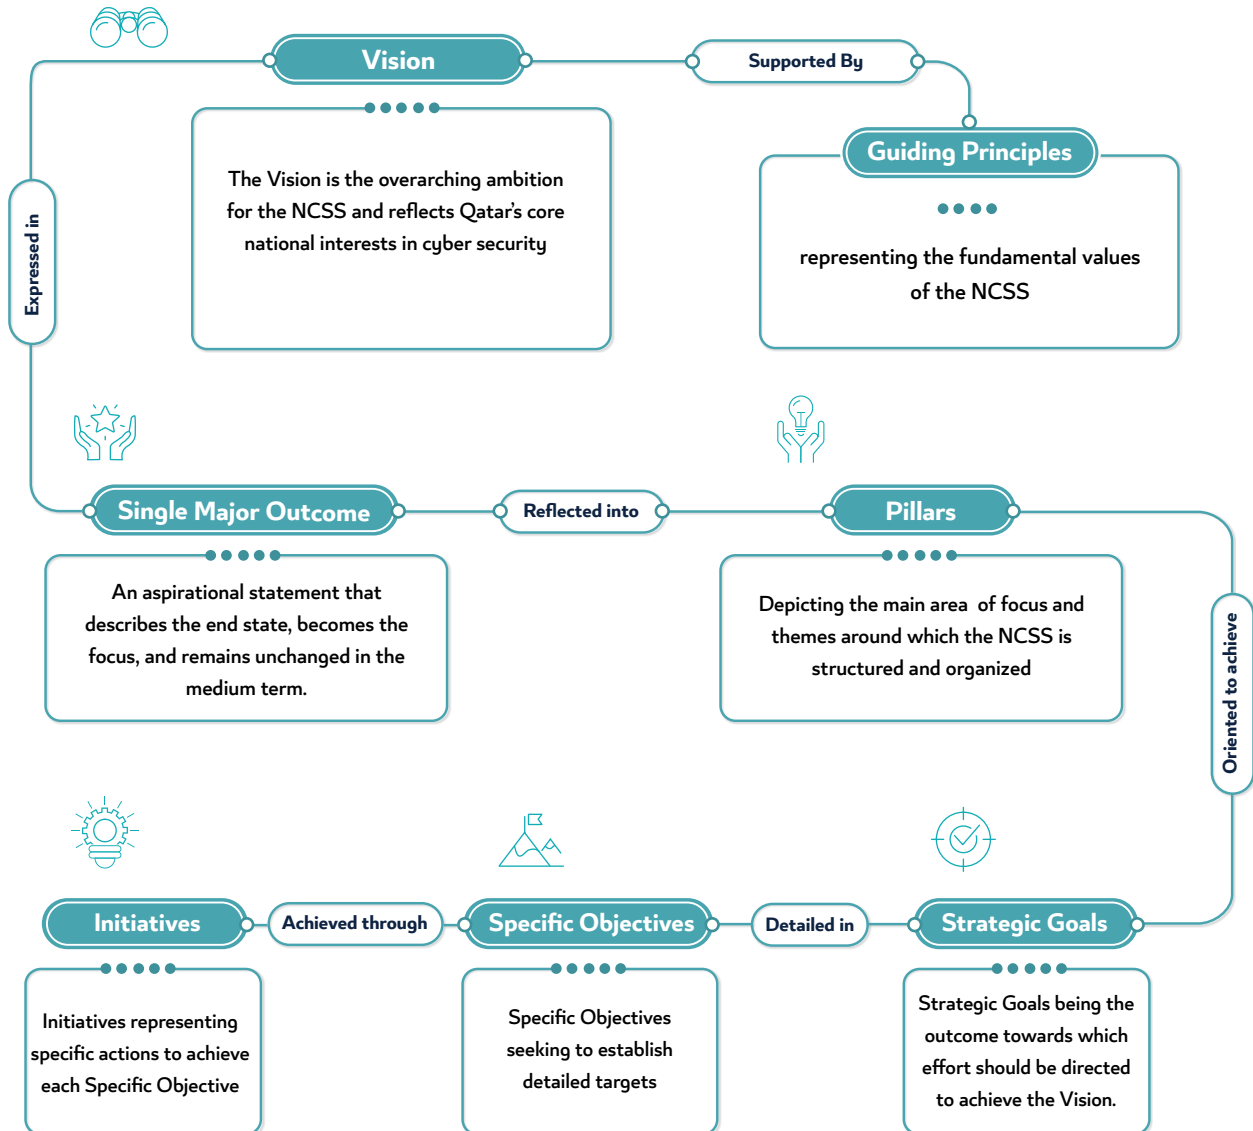 Vision
Supported By
The Vision is the overarching ambition
for the NCSS and reflects Qatar's core
national interests in cyber security
Guiding Principles
representing the fundamental values
of the NCSS
Expressed in
Single Major Outcome
Reflected into
Pillars
An aspirational statement that
describes the end state, becomes the
focus, and remains unchanged in the
medium term.
Depicting the main area of focus and
themes around which the NCSS is
structured and organized
Oriented to achieve
Initiatives
Achieved through
Specific Objectives
Detailed in
Strategic Goals
Initiatives representing
specific actions to achieve
each Specific Objective
Specific Objectives
seeking to establish
detailed targets
Strategic Goals being the
outcome towards which
effort should be directed
to achieve the Vision.